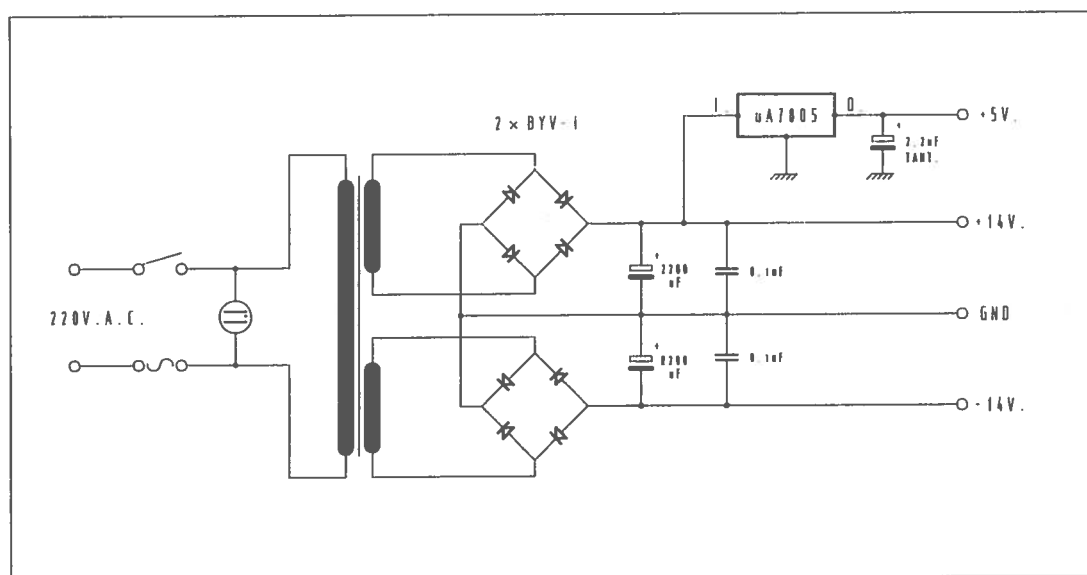 I
uA7805
O
+5V.
+
2.2uF
TANT.
2 × BYV-1
+14V.
+
2200
uF
0.1uF
220V.A.C.
GND
+
uF
0.1uF
-14V.